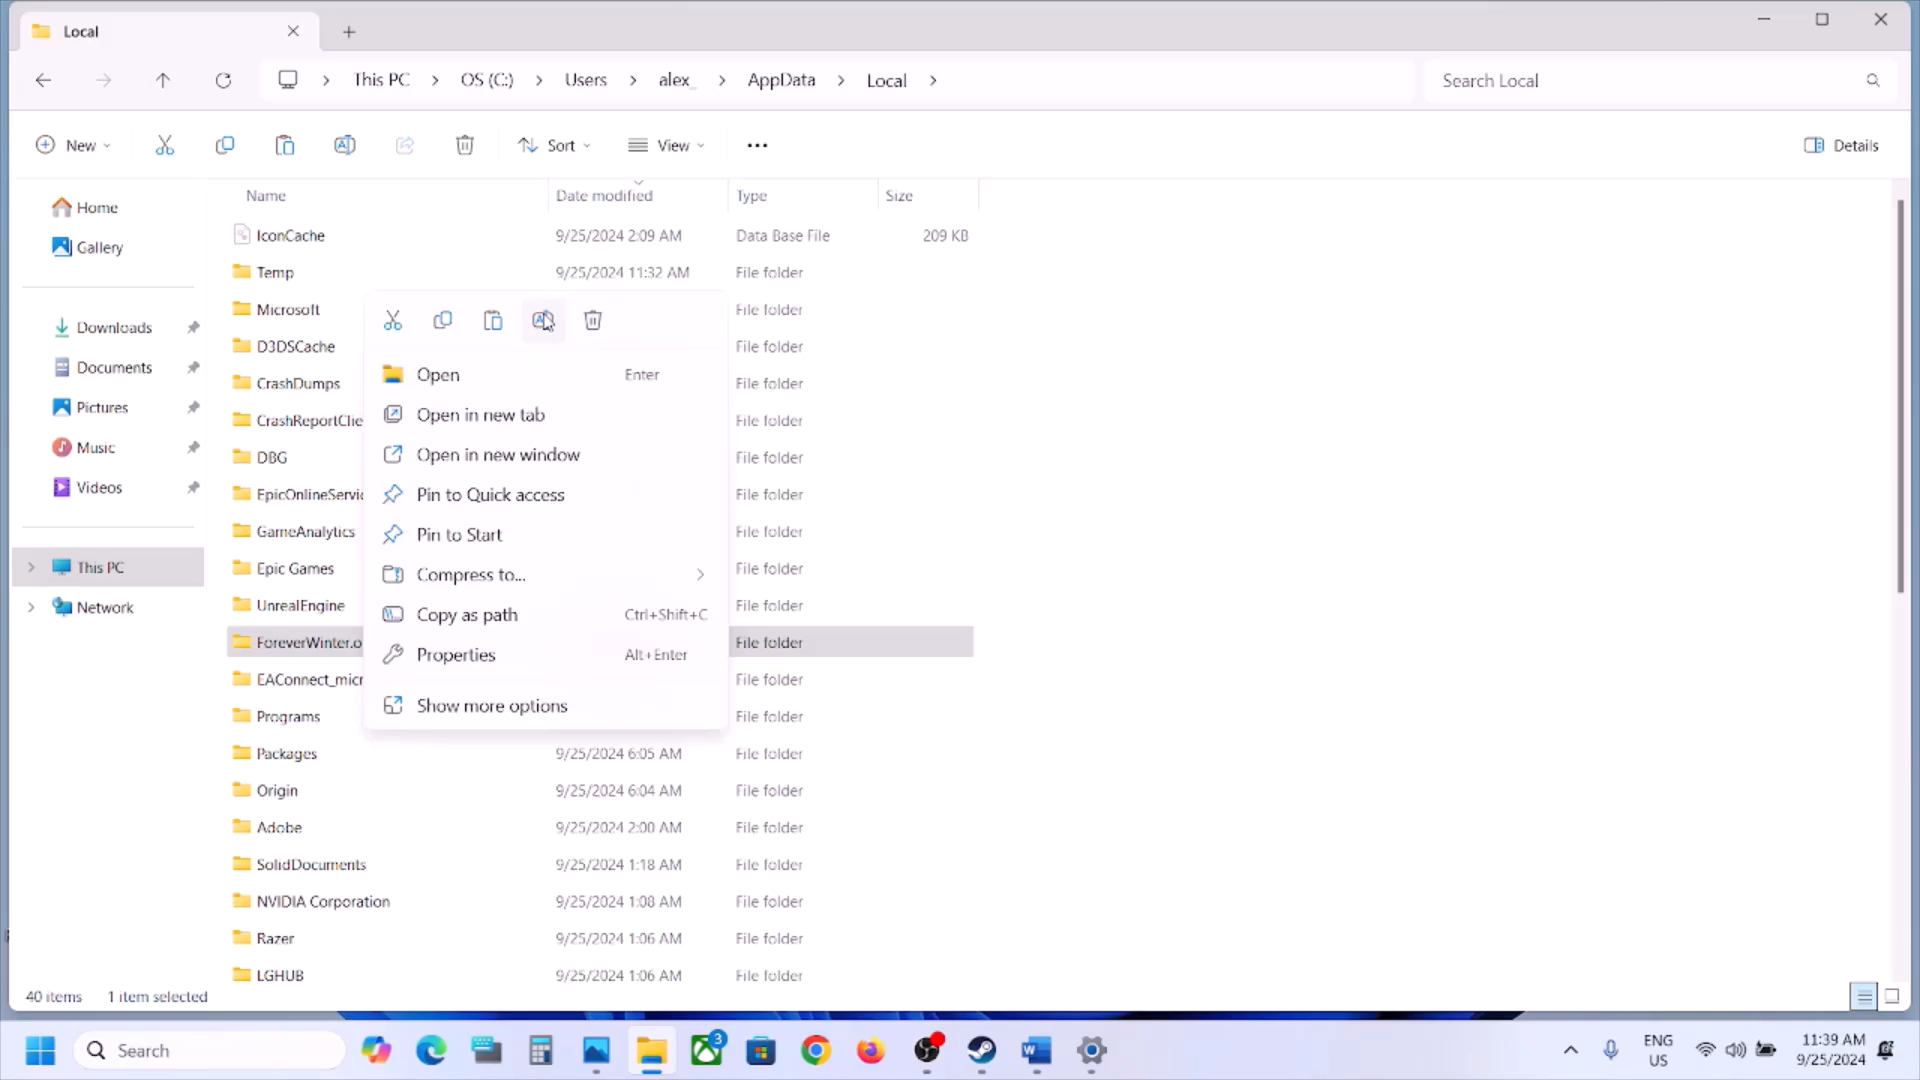 Local
This PC > OS (C:) > Users > alex_ > AppData > Local >
Search Local
New
Sort
View
Details
Name
Date modified
Type
Size
Home
Gallery
Downloads
Documents
Pictures
Music
Videos
This PC
Network
IconCache 9/25/2024 2:09 AM Data Base File 209 KB
Temp 9/25/2024 11:32 AM File folder
Microsoft File folder
D3DSCache File folder
CrashDumps File folder
CrashReportClie File folder
DBG File folder
EpicOnlineServic File folder
GameAnalytics File folder
Epic Games File folder
UnrealEngine File folder
ForeverWinter.o File folder
EAConnect_micr File folder
Programs File folder
Packages 9/25/2024 6:05 AM File folder
Origin 9/25/2024 6:04 AM File folder
Adobe 9/25/2024 2:00 AM File folder
SolidDocuments 9/25/2024 1:18 AM File folder
NVIDIA Corporation 9/25/2024 1:08 AM File folder
Razer 9/25/2024 1:06 AM File folder
LGHUB 9/25/2024 1:06 AM File folder
Open Enter
Open in new tab
Open in new window
Pin to Quick access
Pin to Start
Compress to...
Copy as path Ctrl+Shift+C
Properties Alt+Enter
Show more options
40 items 1 item selected
Search
3
ENG
US
11:39 AM
9/25/2024